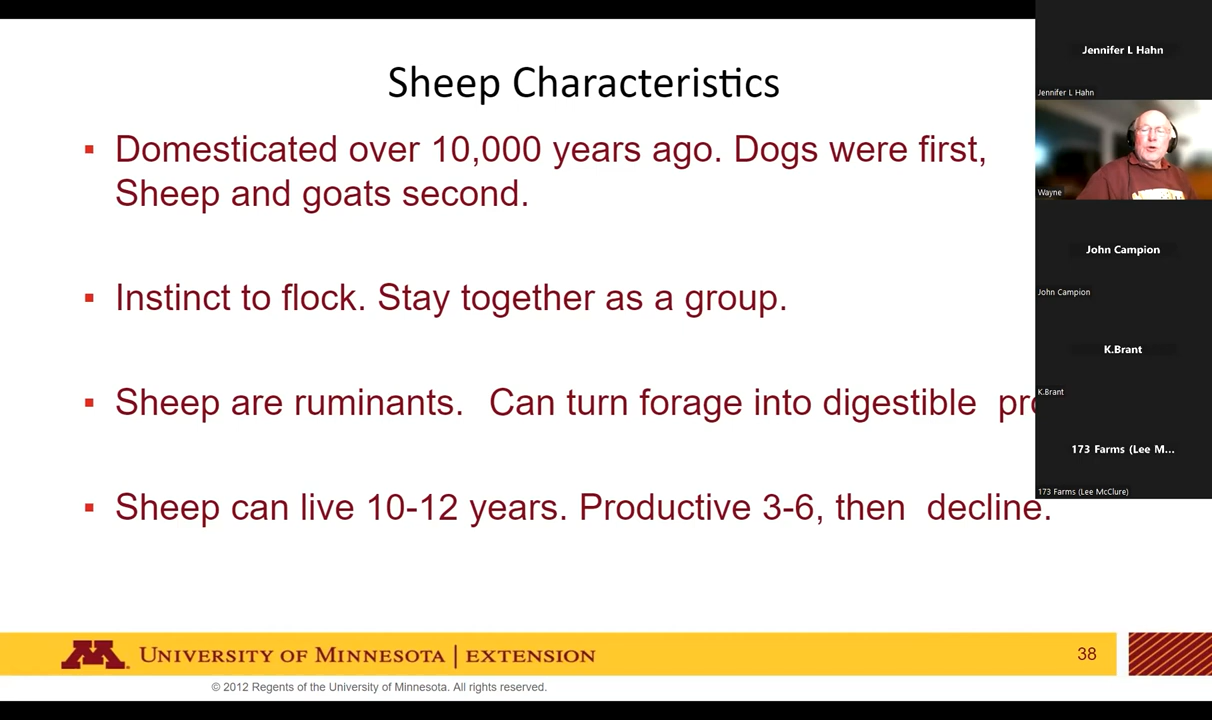 Sheep Characteristics
▪ Domesticated over 10,000 years ago. Dogs were first,
Sheep and goats second.
▪ Instinct to flock. Stay together as a group.
▪ Sheep are ruminants. Can turn forage into digestible
▪ Sheep can live 10-12 years. Productive 3-6, then decline.
UNIVERSITY OF MINNESOTA | EXTENSION
38
© 2012 Regents of the University of Minnesota. All rights reserved.
Jennifer L Hahn
Jennifer L Hahn
Wayne
John Campion
John Campion
K.Brant
K.Brant
173 Farms (Lee M...
173 Farms (Lee McClure)